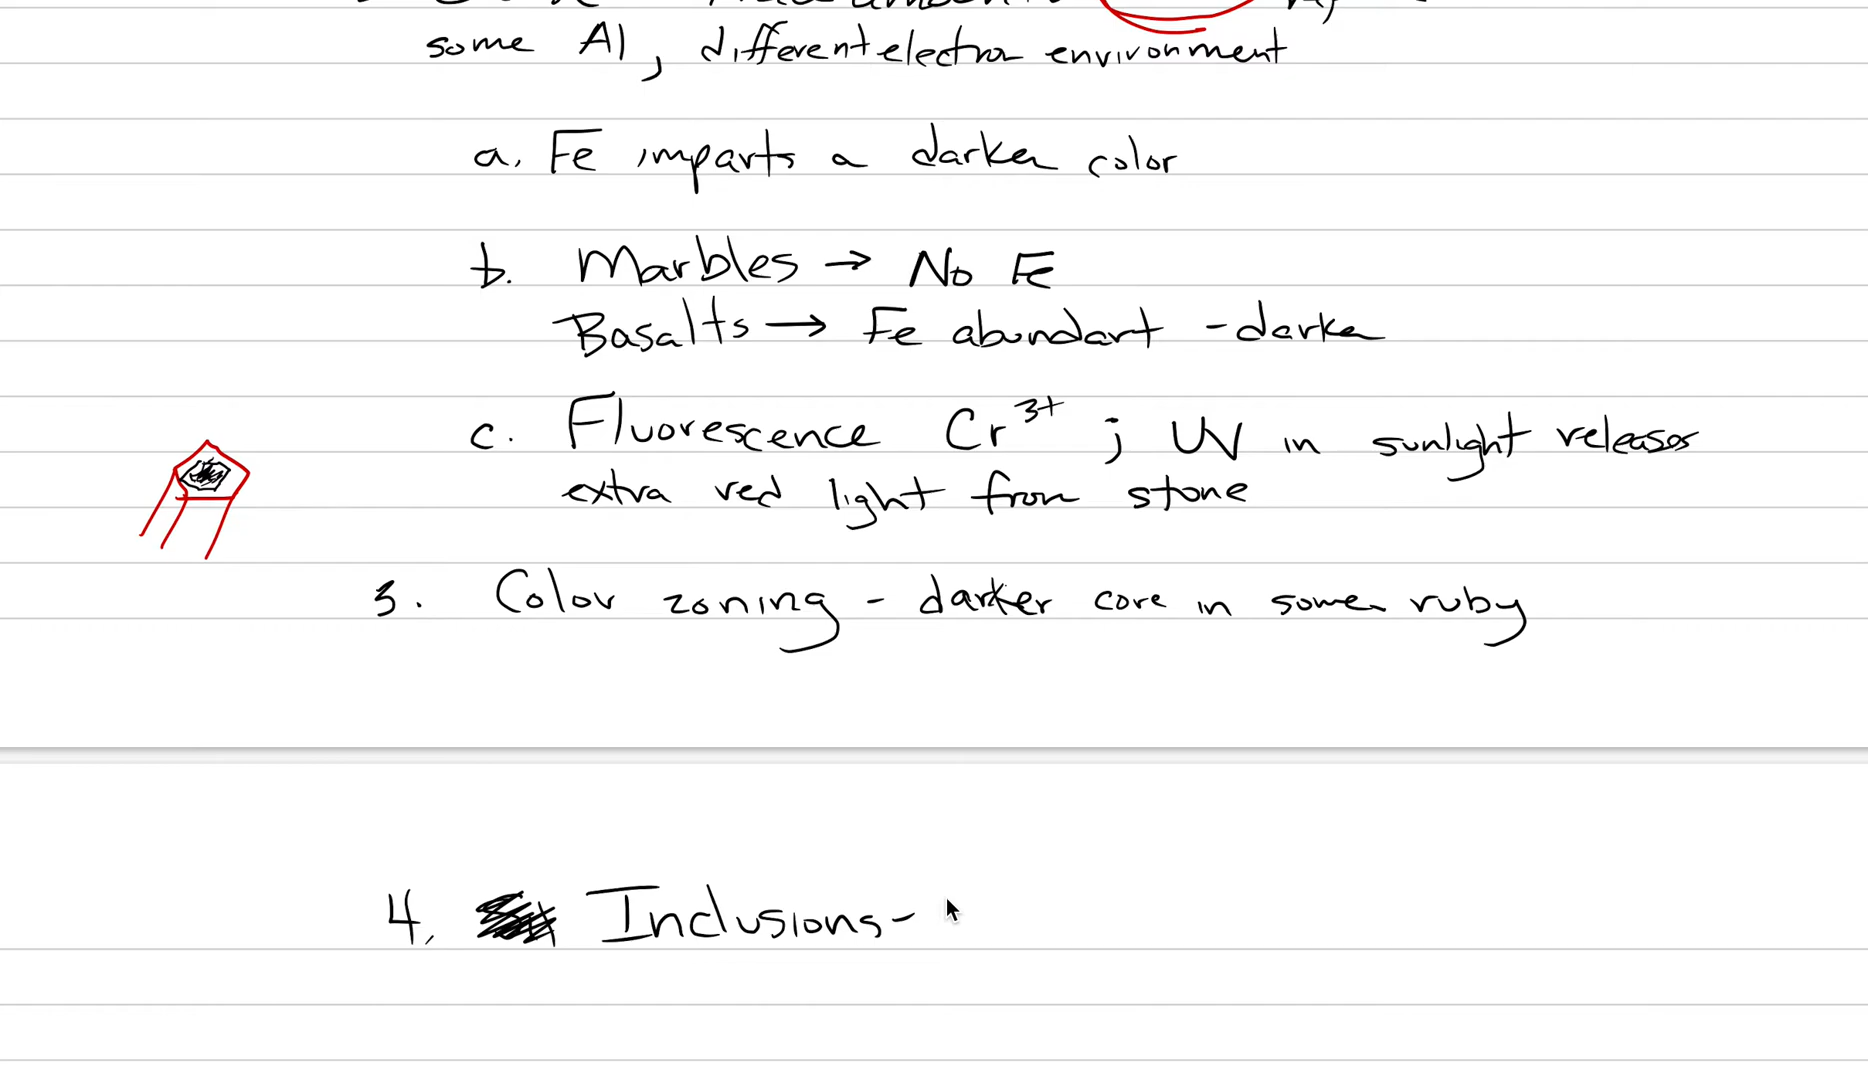 some Al, different electron environment
a. Fe imparts a darker color
b. Marbles → No Fe
Basalts → Fe abundant - darker
c. Fluorescence Cr³⁺ ; UV in sunlight releases
extra red light from stone
3. Color zoning - darker core in some ruby
4. Inclusions -